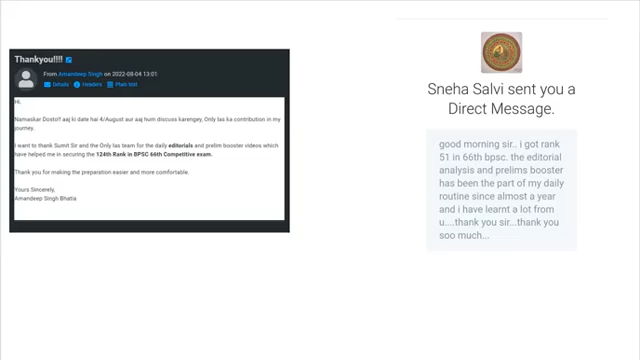 Thankyou!!!!
From Amandeep Singh on 2022-08-04 13:01
Details Headers Plain text
Hi,
Namaskar Dosto!! aaj ki date hai 4/August aur aaj hum discuss karengey, Only Ias ka contribution in my
journey.
I want to thank Sumit Sir and the Only Ias team for the daily editorials and prelim booster videos which
have helped me in securing the 124th Rank in BPSC 66th Competitive exam.
Thank you for making the preparation easier and more comfortable.
Yours Sincerely,
Amandeep Singh Bhatia
Sneha Salvi sent you a
Direct Message.
good morning sir.. i got rank
51 in 66th bpsc. the editorial
analysis and prelims booster
has been the part of my daily
routine since almost a year
and i have learnt a lot from
u....thank you sir...thank you
soo much...